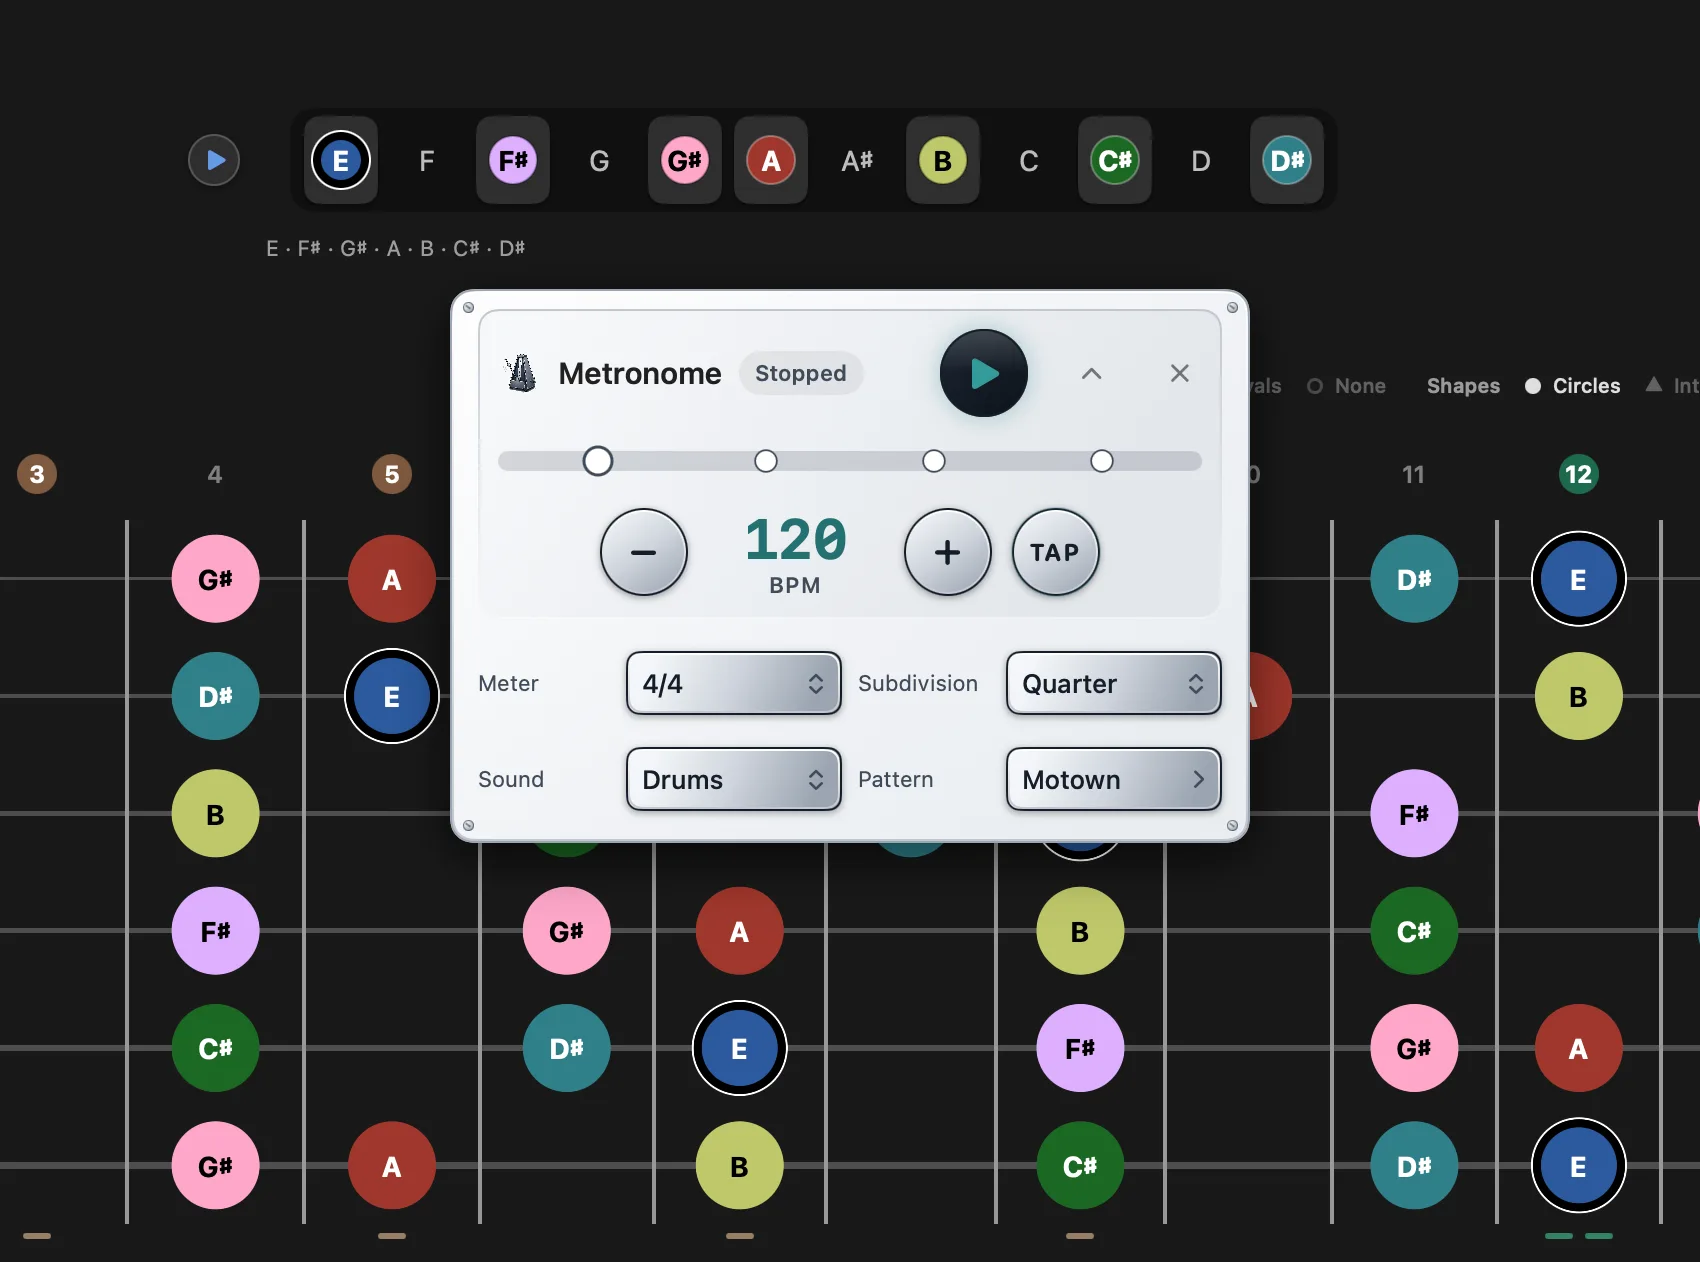 E F F# G G# A A# B C C# D D#
E · F# · G# · A · B · C# · D#
Metronome Stopped
None Shapes Circles
3 4 5 11 12
120
BPM
TAP
G# A D# E
Meter 4/4 Subdivision Quarter
D# E A B
Sound Drums Pattern Motown
B F#
F# G# A B C#
C# D# E F# G# A
G# A B C# D# E